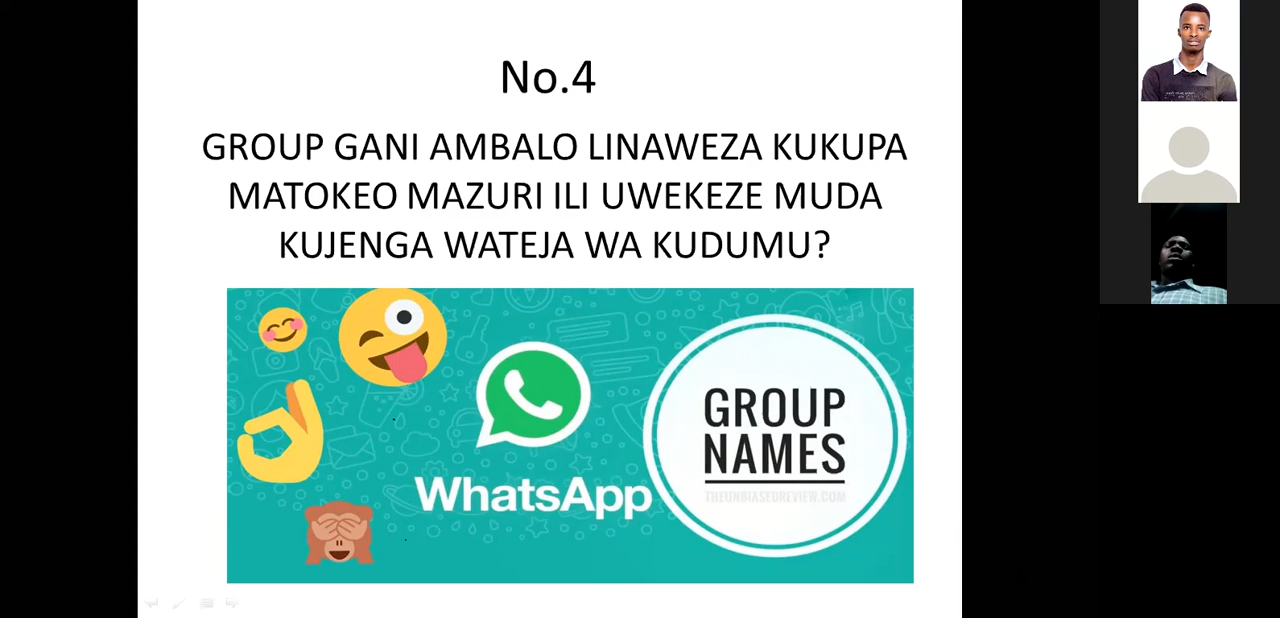 No.4
GROUP GANI AMBALO LINAWEZA KUKUPA
MATOKEO MAZURI ILI UWEKEZE MUDA
KUJENGA WATEJA WA KUDUMU?
WhatsApp
GROUP
NAMES
THEUNBIASEDREVIEW.COM